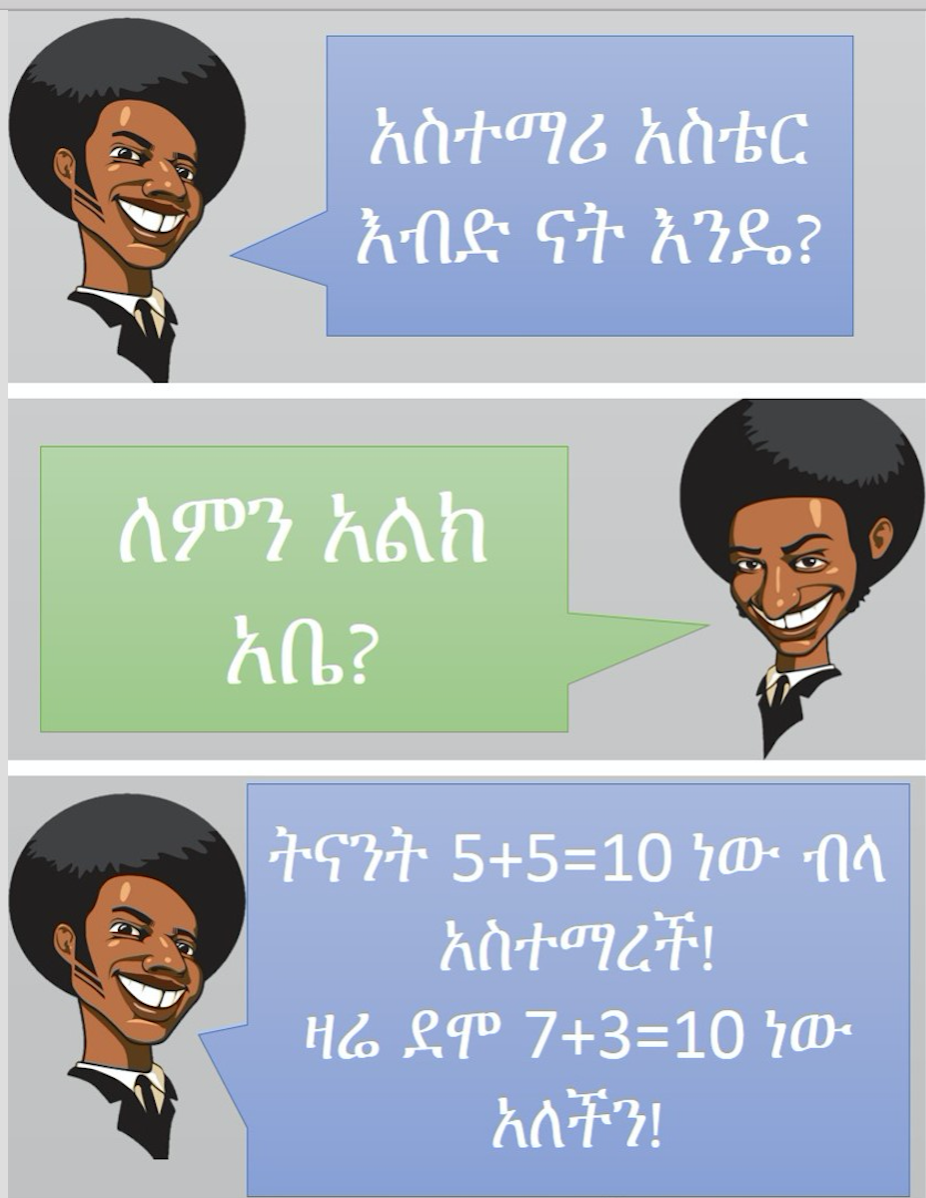 አስተማሪ አስቴር
እብድ ናት እንዴ?
ለምን አልክ
አቤ?
ትናንት 5+5=10 ነው ብላ
አስተማረች!
ዛሬ ደሞ 7+3=10 ነው
አለችን!